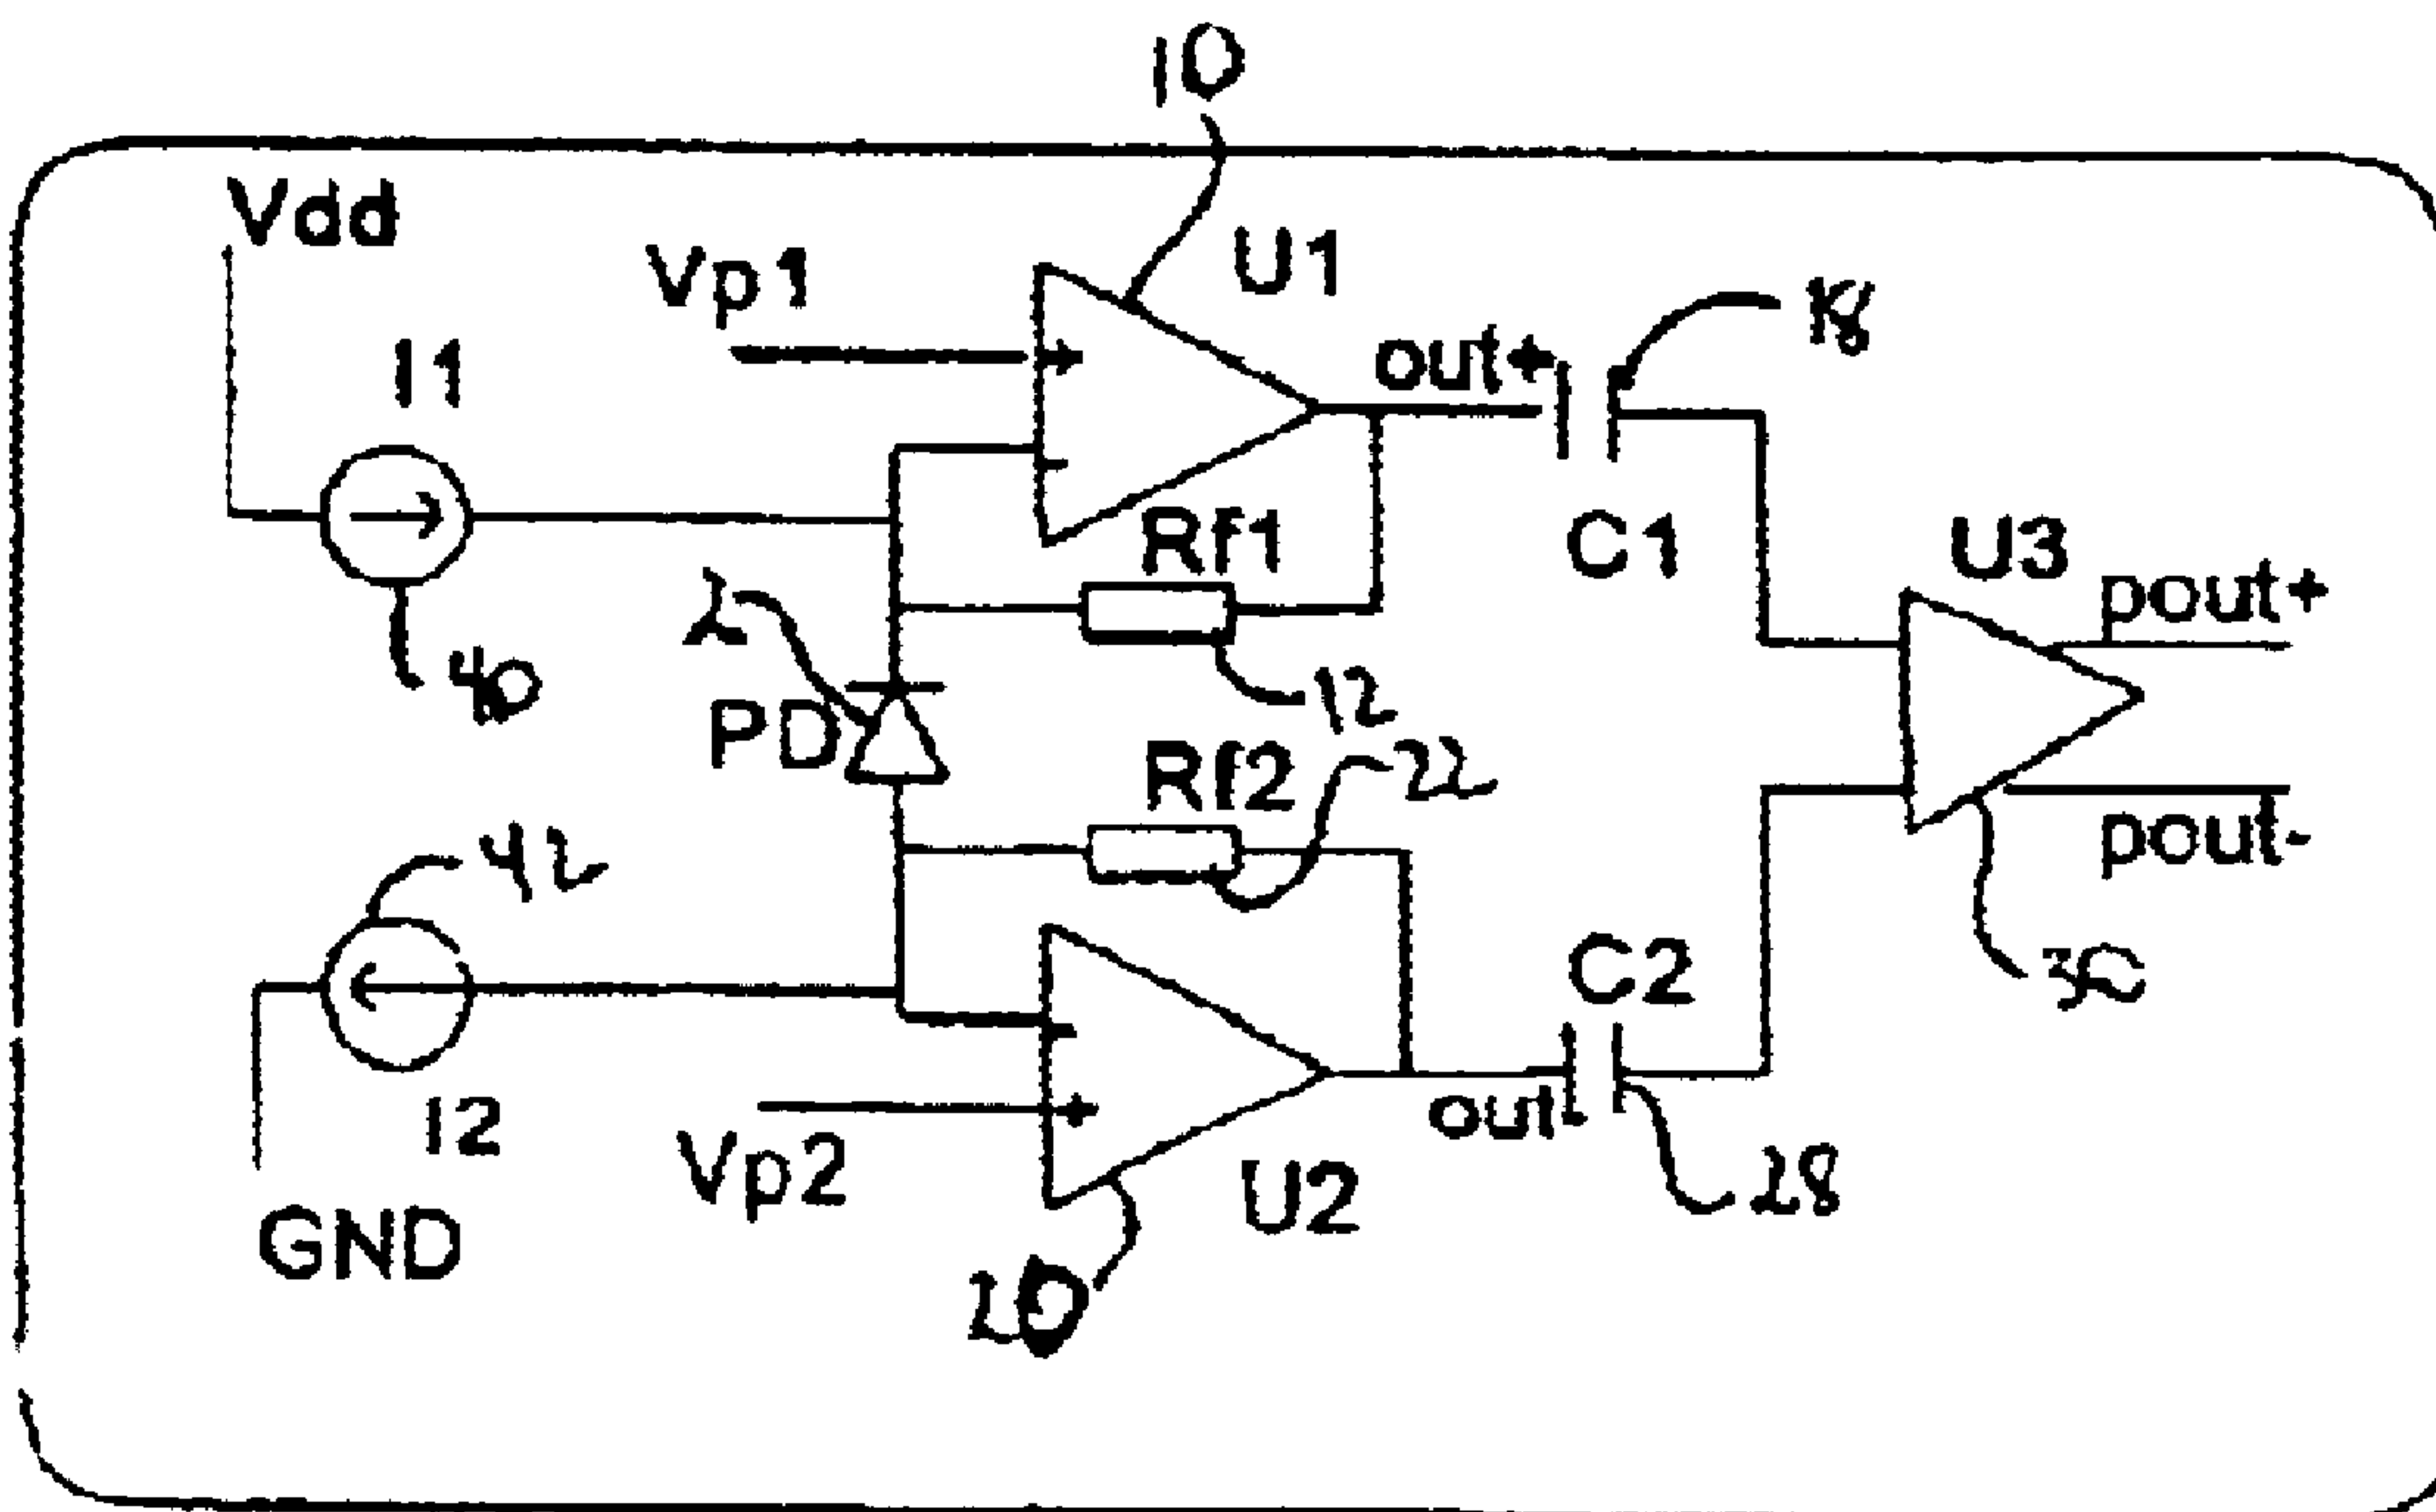 10
Vdd
Vp1
U1
18
I1
out+
Rf1
C1
U3
pout+
2
40
PD
12
Rf2
22
pout-
42
C2
30
I2
out-
Vp2
U2
28
GND
20